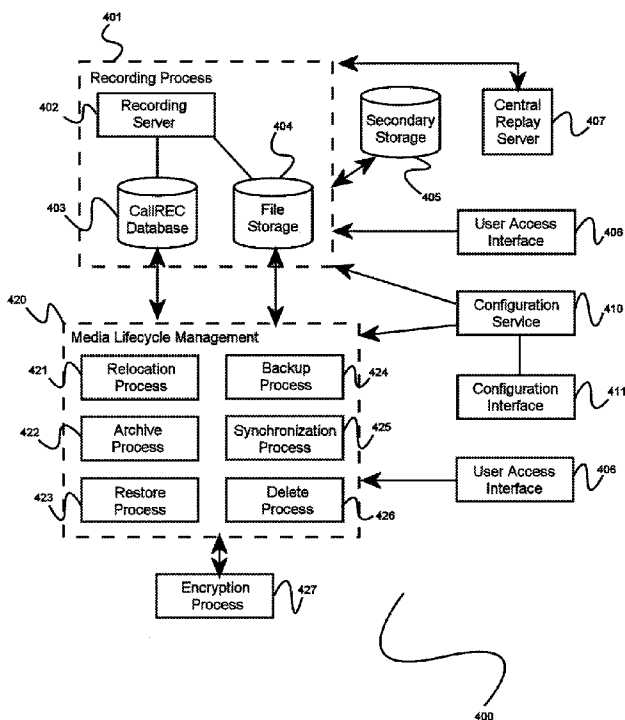 401
Recording Process
402
Recording
Server
404
403
CallREC
Database
File
Storage
Secondary
Storage
405
Central
Replay
Server
407
User Access
Interface
408
420
Media Lifecycle Management
421
Relocation
Process
Backup
Process
424
422
Archive
Process
Synchronization
Process
425
423
Restore
Process
Delete
Process
426
Configuration
Service
410
Configuration
Interface
411
User Access
Interface
406
Encryption
Process
427
400